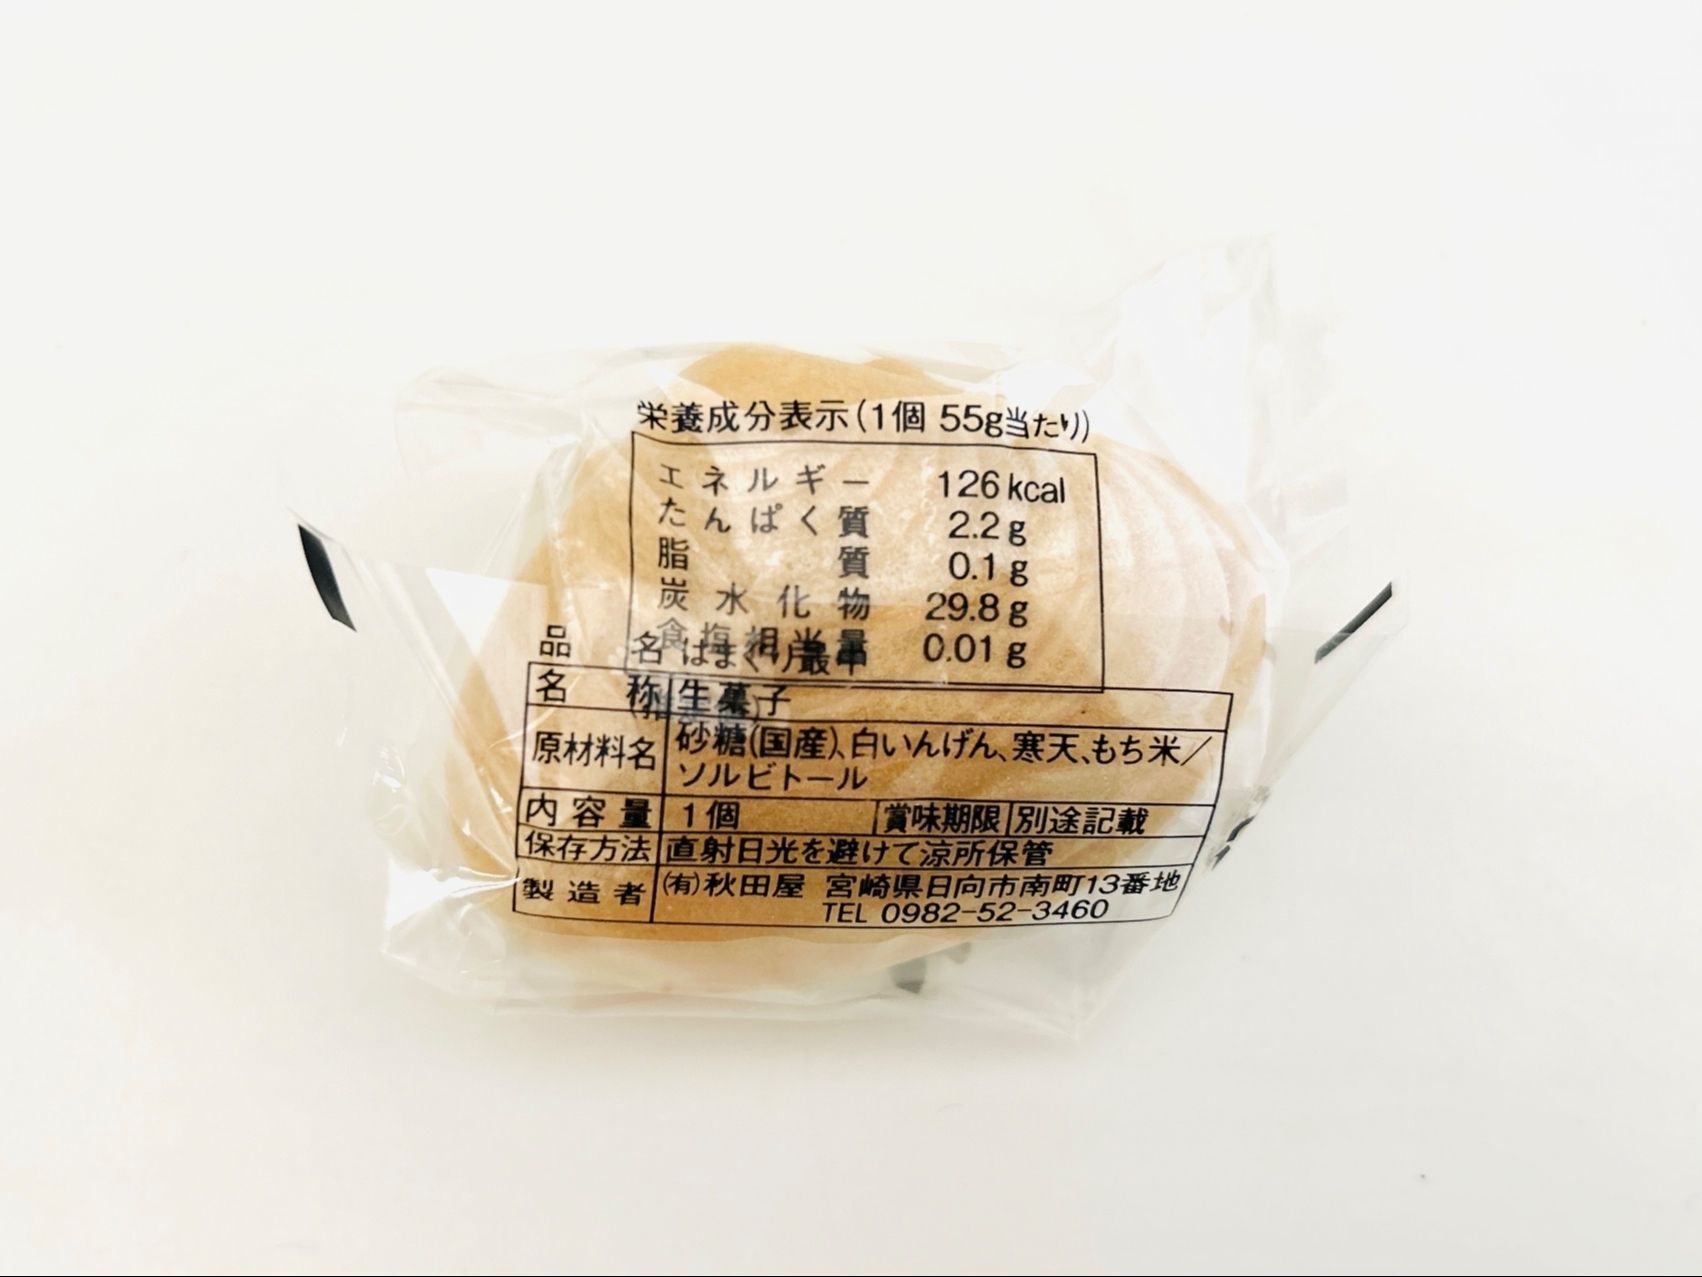 栄養成分表示(1個 55g当たり)
エネルギー 126kcal
たんぱく質 2.2g
脂質 0.1g
炭水化物 29.8g
食塩相当量 0.01g
品名 はまぐり最中
名称 生菓子
原材料名 砂糖(国産)、白いんげん、寒天、もち米/
ソルビトール
内容量 1個 賞味期限 別途記載
保存方法 直射日光を避けて涼所保管
製造者 (有)秋田屋 宮崎県日向市南町13番地
TEL 0982-52-3460